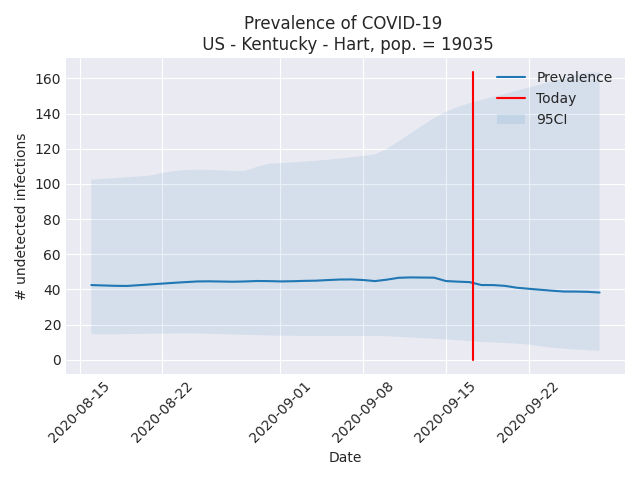 Prevalence of COVID-19
US - Kentucky - Hart, pop. = 19035
# undetected infections
160
140
120
100
80
60
40
20
0
Prevalence
Today
95CI
2020-08-15
2020-08-22
2020-09-01
2020-09-08
2020-09-15
2020-09-22
Date